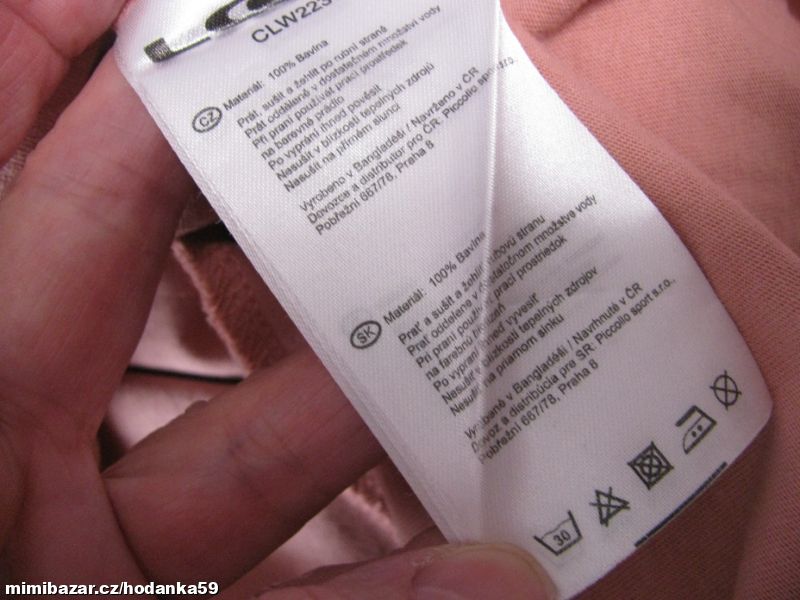 CLW223
CZ Materiál: 100% Bavlna
Prát, sušit a žehlit po rubní straně
Prát odděleně v dostatečném množství vody
Při praní používat prací prostředek
na barevné prádlo
Po vyprání ihned pověsit
Nesušit v blízkosti tepelných zdrojů
Nesušit na přímém slunci
Vyrobeno v Bangladéši / Navrženo v ČR
Dovozce a distributor pro ČR: Piccollo sport s.r.o.
Pobřežní 667/78, Praha 8
SK Materiál: 100% Bavlna
Prať a sušiť a žehliť rubovú stranu
Prať oddelene v dostatočnom množstve vody
Pri praní použí prací prostriedok
na farebnú
Po vypraní ihneď vyvesiť
Nesušiť v blízkosti tepelných zdrojov
Nesušiť na priamom slnku
Vyrobené v Bangladéši / Navrhnuté v ČR
Dovoz a distribúcia pre SR: Piccollo sport s.r.o.,
Pobřežní 667/78, Praha 8
30
mimibazar.cz/hodanka59